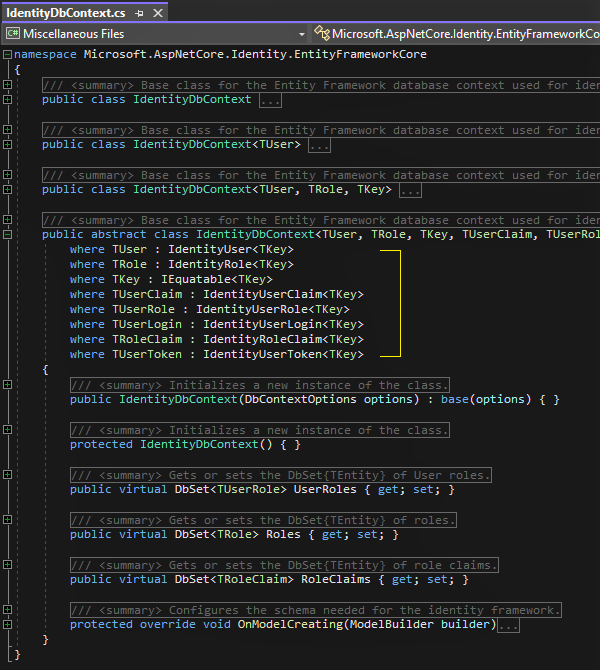 IdentityDbContext.cs
Miscellaneous Files
Microsoft.AspNetCore.Identity.EntityFrameworkCo
namespace Microsoft.AspNetCore.Identity.EntityFrameworkCore
{
/// <summary> Base class for the Entity Framework database context used for iden
public class IdentityDbContext ...
/// <summary> Base class for the Entity Framework database context used for iden
public class IdentityDbContext<TUser> ...
/// <summary> Base class for the Entity Framework database context used for iden
public class IdentityDbContext<TUser, TRole, TKey> ...
/// <summary> Base class for the Entity Framework database context used for iden
public abstract class IdentityDbContext<TUser, TRole, TKey, TUserClaim, TUserRol
where TUser : IdentityUser<TKey>
where TRole : IdentityRole<TKey>
where TKey : IEquatable<TKey>
where TUserClaim : IdentityUserClaim<TKey>
where TUserRole : IdentityUserRole<TKey>
where TUserLogin : IdentityUserLogin<TKey>
where TRoleClaim : IdentityRoleClaim<TKey>
where TUserToken : IdentityUserToken<TKey>
{
/// <summary> Initializes a new instance of the class.
public IdentityDbContext(DbContextOptions options) : base(options) { }
/// <summary> Initializes a new instance of the class.
protected IdentityDbContext() { }
/// <summary> Gets or sets the DbSet{TEntity} of User roles.
public virtual DbSet<TUserRole> UserRoles { get; set; }
/// <summary> Gets or sets the DbSet{TEntity} of roles.
public virtual DbSet<TRole> Roles { get; set; }
/// <summary> Gets or sets the DbSet{TEntity} of role claims.
public virtual DbSet<TRoleClaim> RoleClaims { get; set; }
/// <summary> Configures the schema needed for the identity framework.
protected override void OnModelCreating(ModelBuilder builder)...
}
}